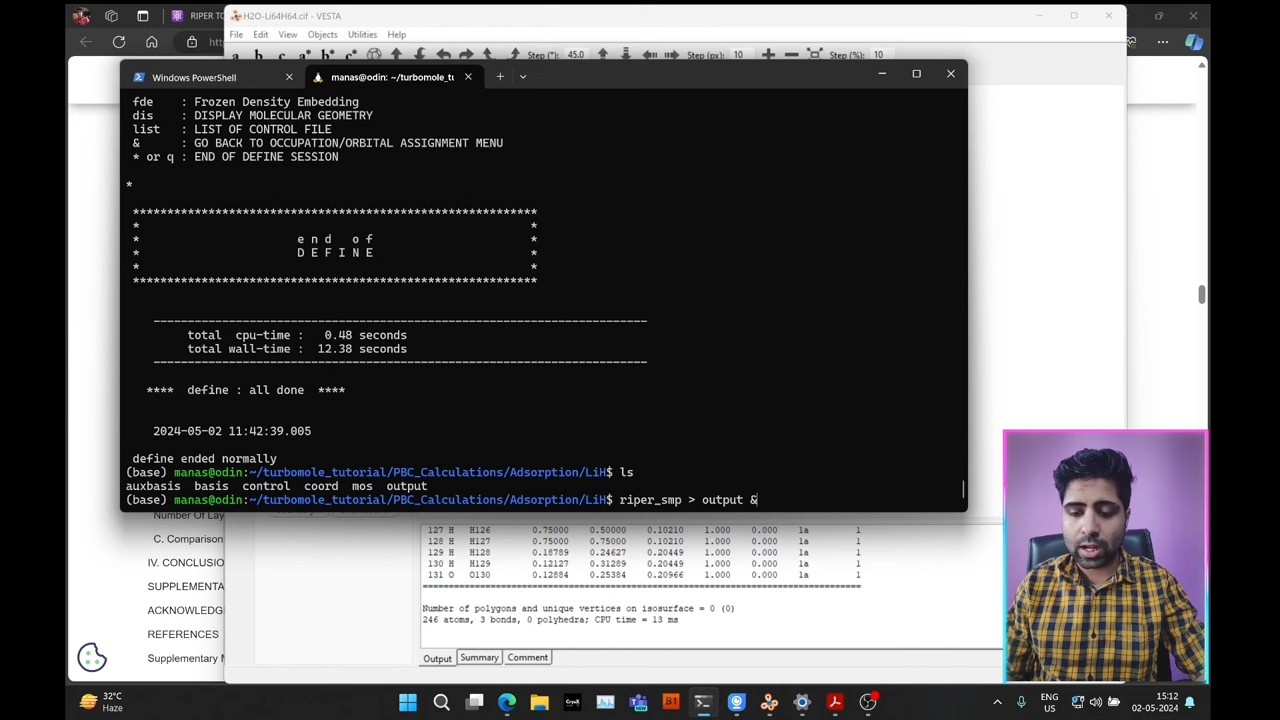 RIPER TO
H2O-Li64H64.cif - VESTA
File Edit View Objects Utilities Help
a b c a* b* c* Step (°): 45.0 Step (px): 10 Step (%): 10
Windows PowerShell
manas@odin: ~/turbomole_tut
fde : Frozen Density Embedding
dis : DISPLAY MOLECULAR GEOMETRY
list : LIST OF CONTROL FILE
& : GO BACK TO OCCUPATION/ORBITAL ASSIGNMENT MENU
* or q : END OF DEFINE SESSION
*
***********************************************************
* *
* e n d o f *
* D E F I N E *
* *
***********************************************************
------------------------------------------------------------------------
total cpu-time : 0.48 seconds
total wall-time : 12.38 seconds
------------------------------------------------------------------------
**** define : all done ****
2024-05-02 11:42:39.005
define ended normally
(base) manas@odin:~/turbomole_tutorial/PBC_Calculations/Adsorption/LiH$ ls
auxbasis basis control coord mos output
(base) manas@odin:~/turbomole_tutorial/PBC_Calculations/Adsorption/LiH$ riper_smp > output &
Number Of Lay
C. Comparison
IV. CONCLUSIO
SUPPLEMENTA
ACKNOWLEDG
REFERENCES
Supplementary M
127 H H126 0.75000 0.50000 0.10210 1.000 0.000 1a 1
128 H H127 0.75000 0.75000 0.10210 1.000 0.000 1a 1
129 H H128 0.18789 0.24627 0.20449 1.000 0.000 1a 1
130 H H129 0.12127 0.31289 0.21409 1.000 0.000 1a 1
131 O O130 0.12884 0.25384 0.20966 1.000 0.000 1a 1
Number of polygons and unique vertices on isosurface = 0 (0)
246 atoms, 3 bonds, 0 polyhedra; CPU time = 13 ms
Output Summary Comment
32°C
Haze
ENG
US
15:12
02-05-2024